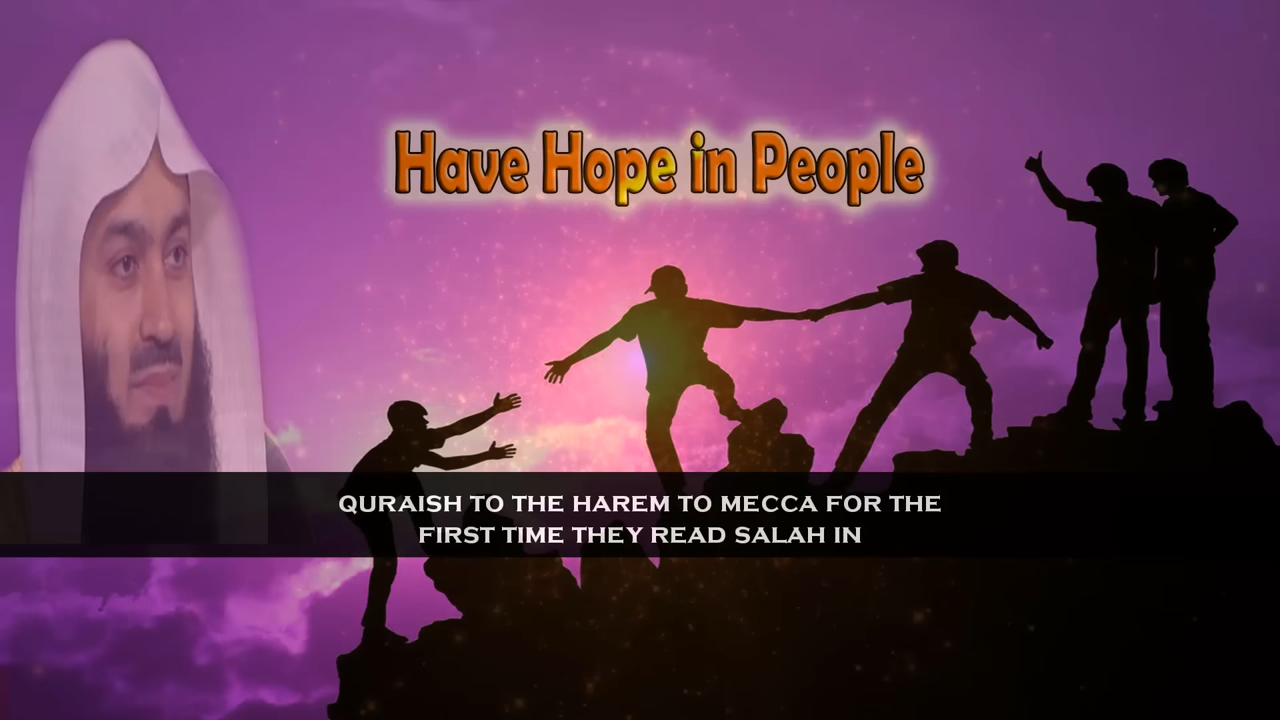 Have Hope in People
QURAISH TO THE HAREM TO MECCA FOR THE
FIRST TIME THEY READ SALAH IN